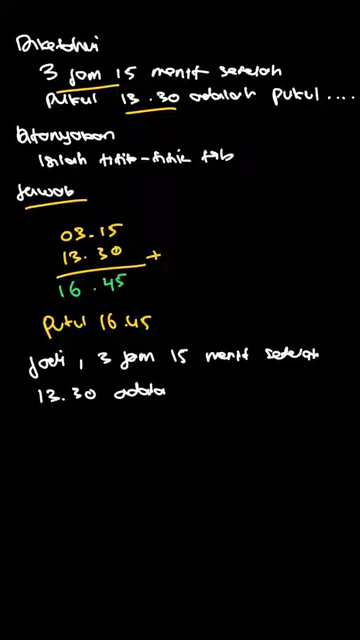 Diketahui
3 jam 15 menit setelah
pukul 13.30 adalah pukul ....
Ditanyakan
Isilah titik-titik tsb
Jawab
03.15
13.30 +
16.45
pukul 16.45
Jadi, 3 jam 15 menit setelah
13.30 adala